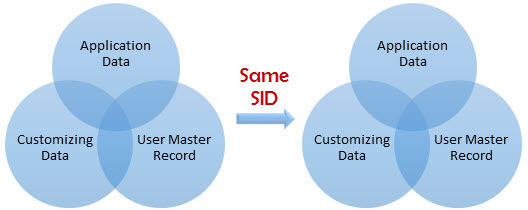 Application
Data
Customizing
Data
User Master
Record
Same
SID
Application
Data
Customizing
Data
User Master
Record